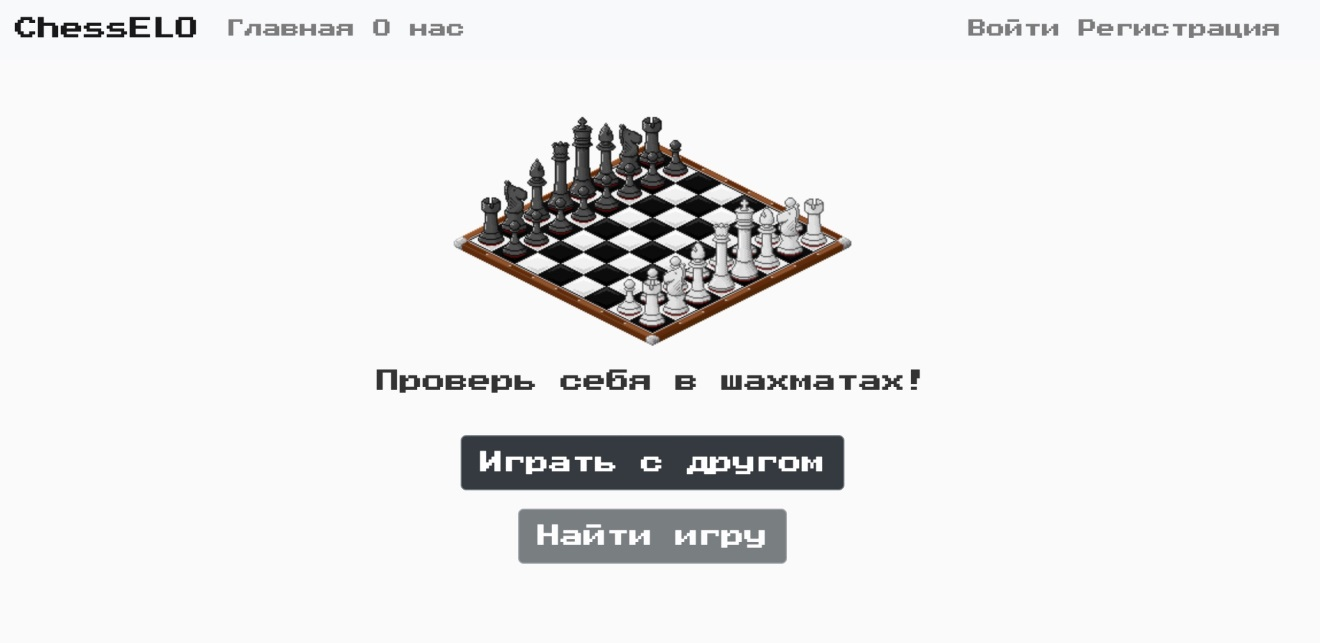 ChessELO Главная О нас Войти Регистрация
Проверь себя в шахматах!
Играть с другом
Найти игру